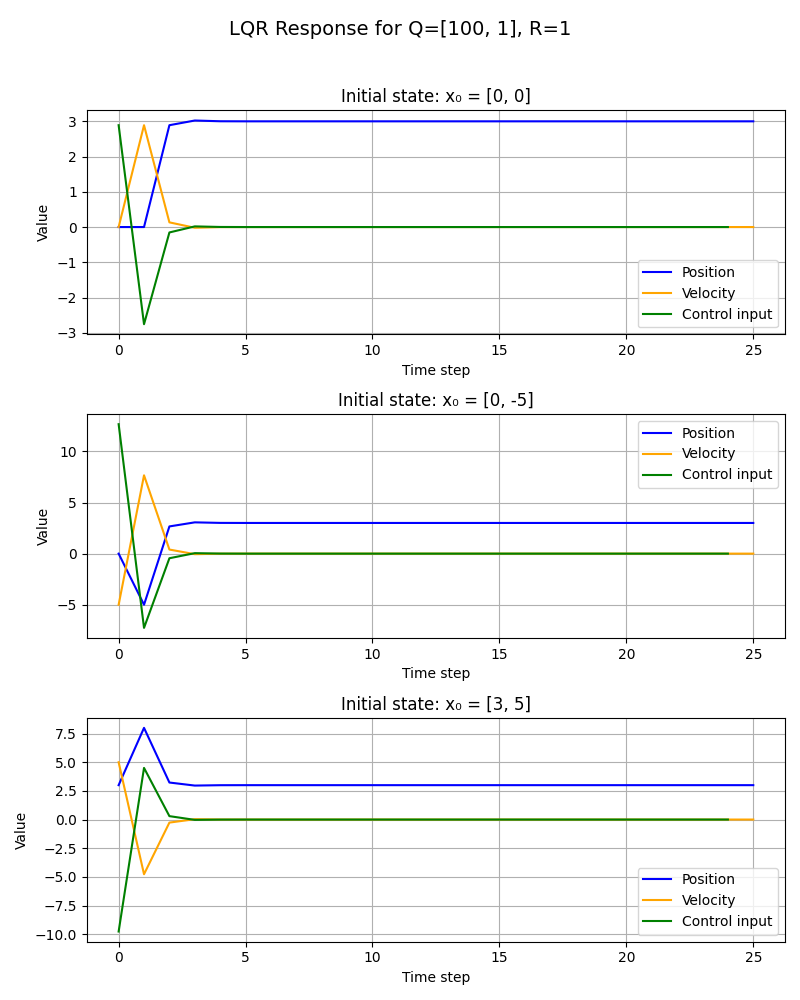 LQR Response for Q=[100, 1], R=1
Initial state: x₀ = [0, 0]
3
2
1
0
−1
−2
−3
Value
Position
Velocity
Control input
0
5
10
15
20
25
Time step
Initial state: x₀ = [0, -5]
10
5
0
−5
Value
Position
Velocity
Control input
0
5
10
15
20
25
Time step
Initial state: x₀ = [3, 5]
7.5
5.0
2.5
0.0
−2.5
−5.0
−7.5
−10.0
Value
Position
Velocity
Control input
0
5
10
15
20
25
Time step